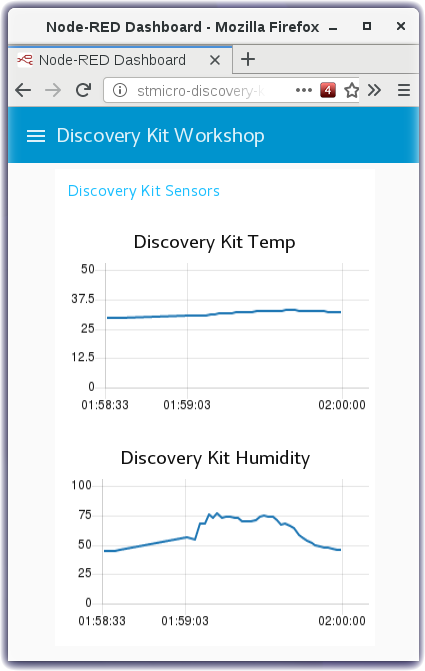 Node-RED Dashboard - Mozilla Firefox
Node-RED Dashboard
stmicro-discovery- 4
Discovery Kit Workshop
Discovery Kit Sensors
Discovery Kit Temp
50
37.5
25
12.5
0
01:58:33 01:59:03 02:00:00
Discovery Kit Humidity
100
75
50
25
0
01:58:33 01:59:03 02:00:00